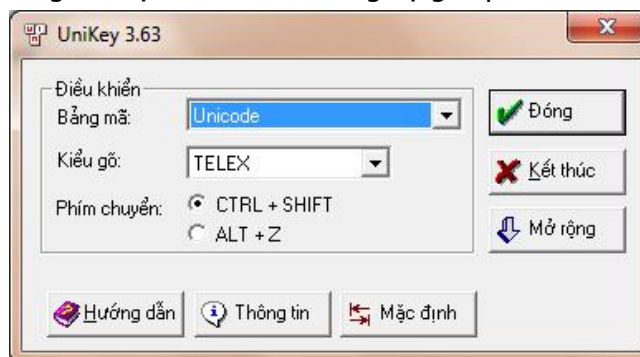 UniKey 3.63
Điều khiển
Bảng mã: Unicode
Kiểu gõ: TELEX
Phím chuyển: CTRL + SHIFT
ALT + Z
Đóng
Kết thúc
Mở rộng
Hướng dẫn Thông tin Mặc định